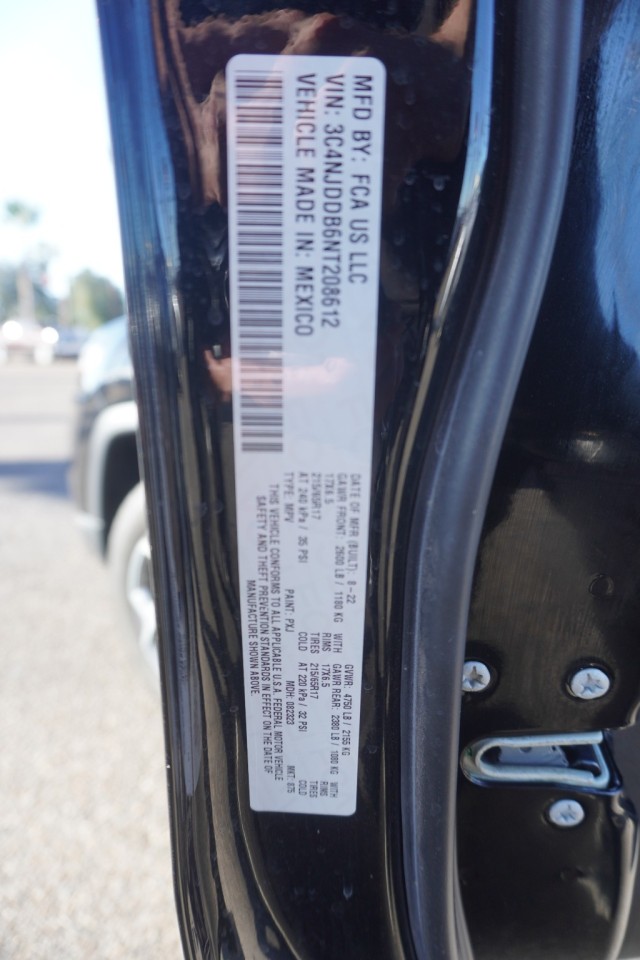 MFD BY: FCA US LLC
VIN: 3C4NJDDB6NT208612
VEHICLE MADE IN: MEXICO
DATE OF MFR (BUILT): 8-22 GVWR: 4750 LB / 2155 KG
GAWR FRONT: 2600 LB / 1180 KG WITH GAWR REAR: 2380 LB / 1080 KG WITH
17X6.5 RIMS 17X6.5 RIMS
215/65R17 TIRES 215/65R17 TIRES
AT 240 kPa / 35 PSI COLD AT 220 kPa / 32 PSI COLD
TYPE: MPV PAINT: PXJ MDH: 082323 MKT: 875
THIS VEHICLE CONFORMS TO ALL APPLICABLE U.S.A. FEDERAL MOTOR VEHICLE
SAFETY AND THEFT PREVENTION STANDARDS IN EFFECT ON THE DATE OF
MANUFACTURE SHOWN ABOVE.